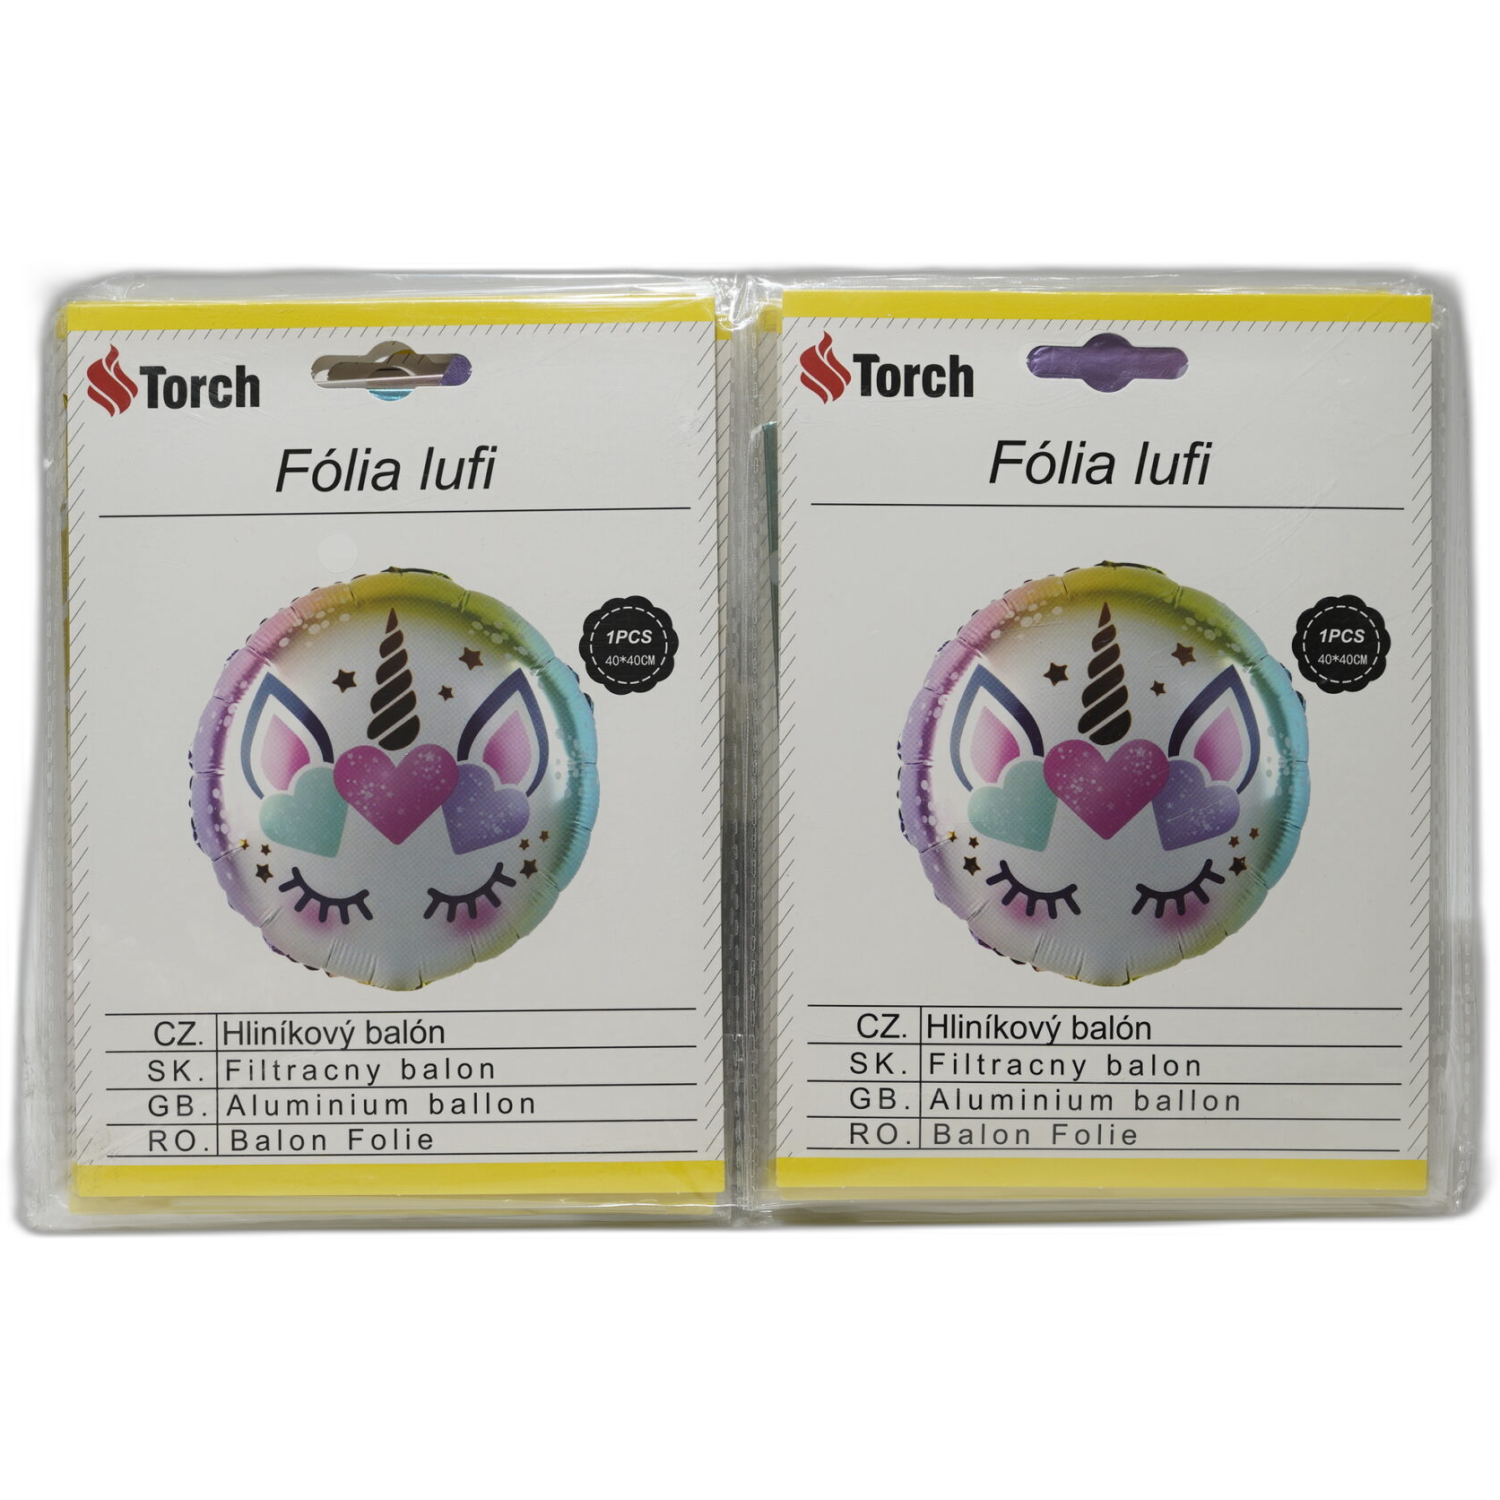 Torch
Fólia lufi
1PCS
40*40CM
CZ. Hliníkový balón
SK. Filtracny balon
GB. Aluminium ballon
RO. Balon Folie
Torch
Fólia lufi
1PCS
40*40CM
CZ. Hliníkový balón
SK. Filtracny balon
GB. Aluminium ballon
RO. Balon Folie